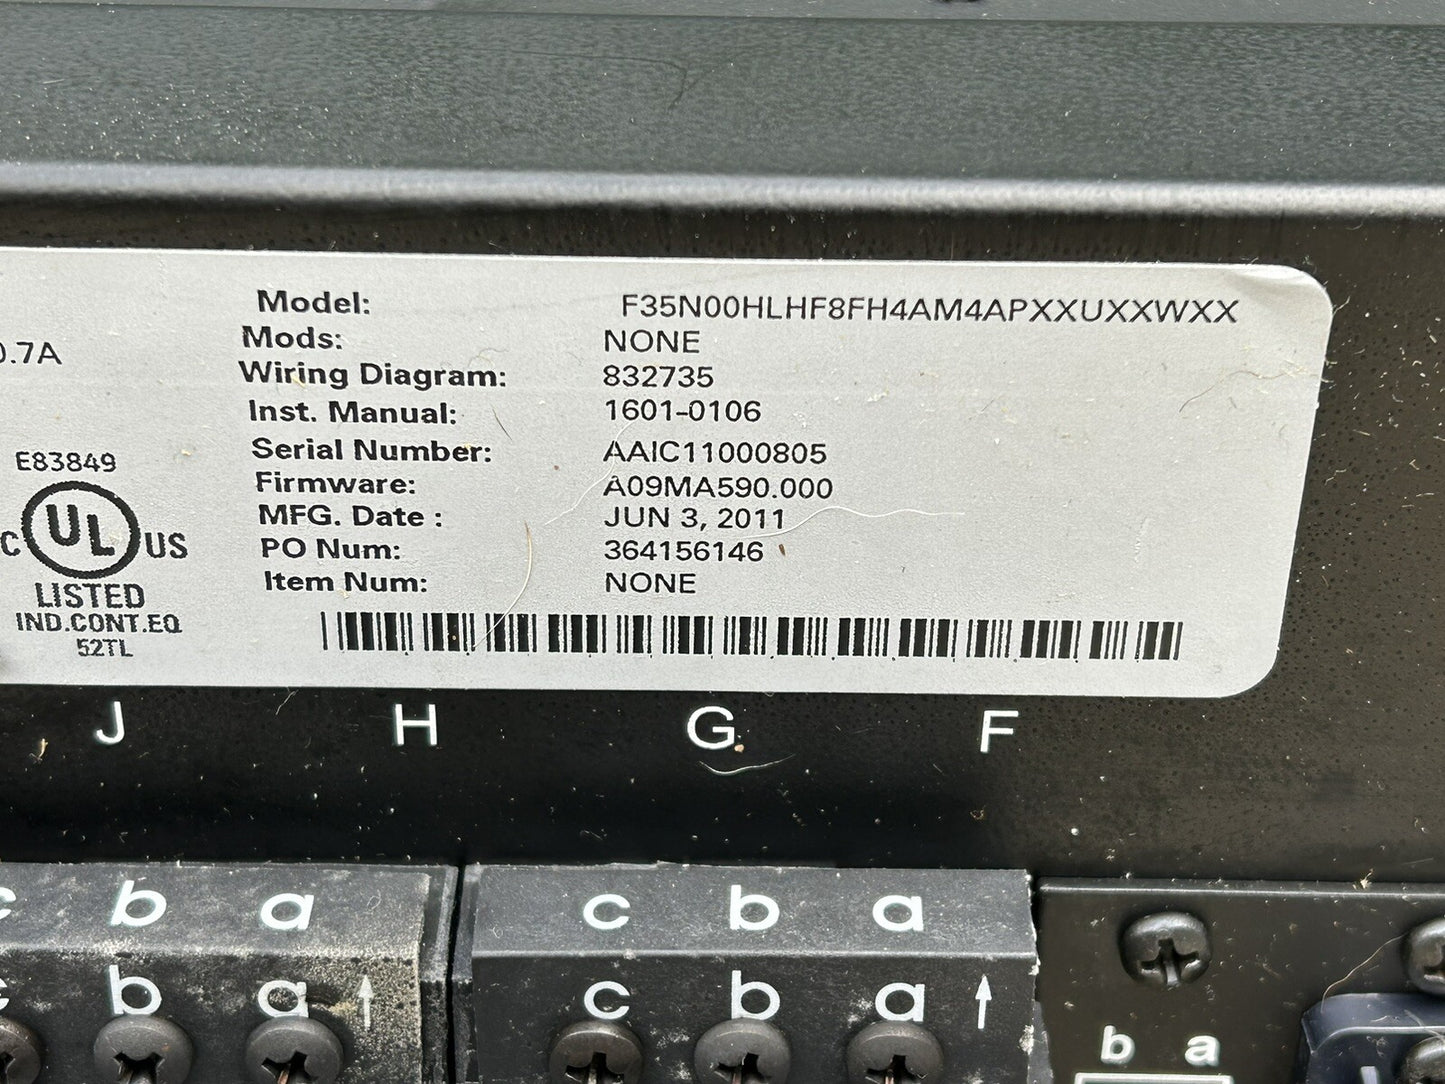 Model: F35N00HLHF8FH4AM4APXXUXXWXX
Mods: NONE
0.7A
Wiring Diagram: 832735
Inst. Manual: 1601-0106
Serial Number: AAIC11000805
E83849
Firmware: A09MA590.000
MFG. Date : JUN 3, 2011
C UL US
PO Num: 364156146
Item Num: NONE
LISTED
IND.CONT.EQ
52TL
J H G F
c b a c b a
c b a c b a
b a